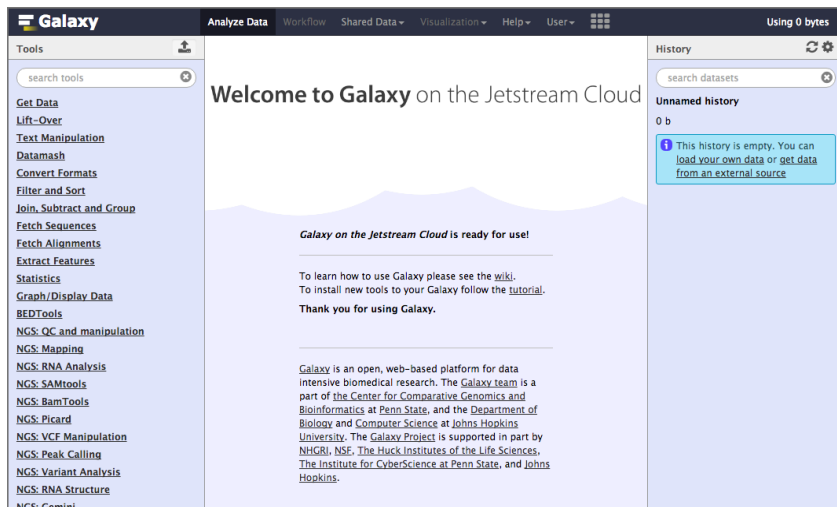 Galaxy
Analyze Data Workflow Shared Data Visualization Help User Using 0 bytes
Tools
search tools
Get Data
Lift-Over
Text Manipulation
Datamash
Convert Formats
Filter and Sort
Join, Subtract and Group
Fetch Sequences
Fetch Alignments
Extract Features
Statistics
Graph/Display Data
BEDTools
NGS: QC and manipulation
NGS: Mapping
NGS: RNA Analysis
NGS: SAMtools
NGS: BamTools
NGS: Picard
NGS: VCF Manipulation
NGS: Peak Calling
NGS: Variant Analysis
NGS: RNA Structure
NGS: Gemini
Welcome to Galaxy on the Jetstream Cloud
Galaxy on the Jetstream Cloud is ready for use!
To learn how to use Galaxy please see the wiki.
To install new tools to your Galaxy follow the tutorial.
Thank you for using Galaxy.
Galaxy is an open, web-based platform for data
intensive biomedical research. The Galaxy team is a
part of the Center for Comparative Genomics and
Bioinformatics at Penn State, and the Department of
Biology and Computer Science at Johns Hopkins
University. The Galaxy Project is supported in part by
NHGRI, NSF, The Huck Institutes of the Life Sciences,
The Institute for CyberScience at Penn State, and Johns
Hopkins.
History
search datasets
Unnamed history
0 b
This history is empty. You can
load your own data or get data
from an external source